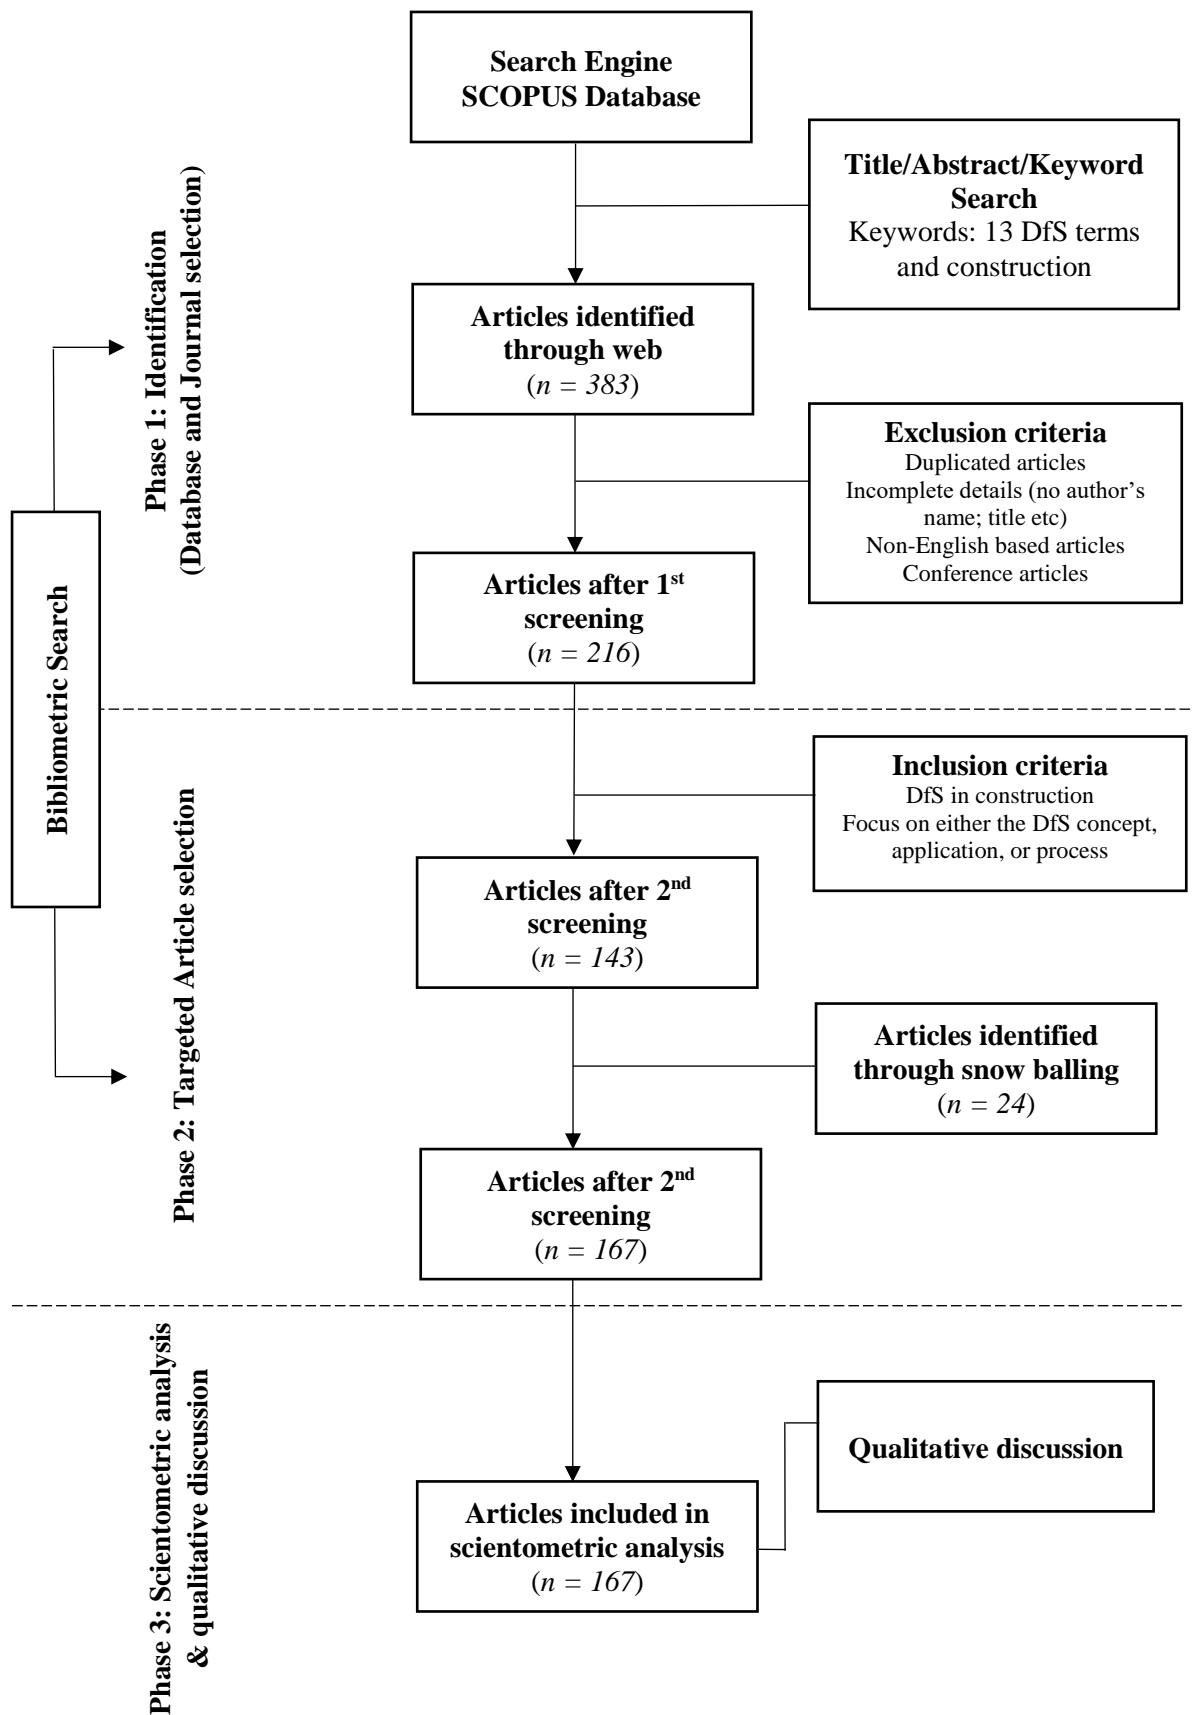 Search Engine
SCOPUS Database
Title/Abstract/Keyword
Search
Keywords: 13 DfS terms
and construction
Phase 1: Identification
(Database and Journal selection)
Articles identified
through web
(n = 383)
Exclusion criteria
Duplicated articles
Incomplete details (no author’s
name; title etc)
Non-English based articles
Conference articles
Articles after 1st
screening
(n = 216)
Bibliometric Search
Phase 2: Targeted Article selection
Inclusion criteria
DfS in construction
Focus on either the DfS concept,
application, or process
Articles after 2nd
screening
(n = 143)
Articles identified
through snow balling
(n = 24)
Articles after 2nd
screening
(n = 167)
Phase 3: Scientometric analysis
& qualitative discussion
Qualitative discussion
Articles included in
scientometric analysis
(n = 167)